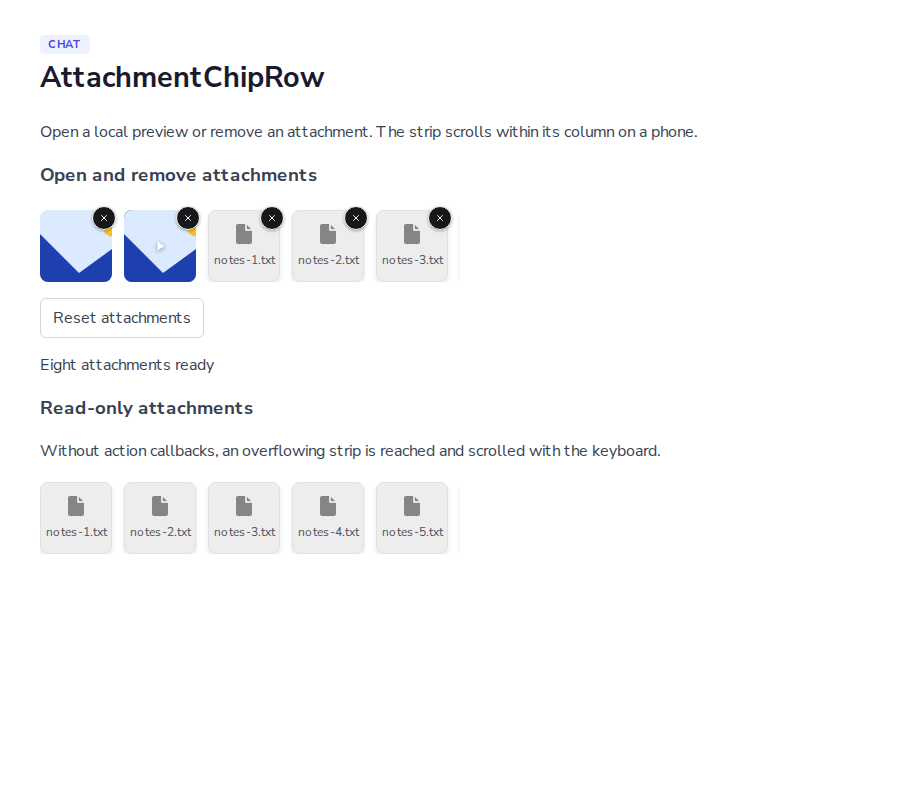 CHAT
AttachmentChipRow
Open a local preview or remove an attachment. The strip scrolls within its column on a phone.
Open and remove attachments
notes-1.txt notes-2.txt notes-3.txt
Reset attachments
Eight attachments ready
Read-only attachments
Without action callbacks, an overflowing strip is reached and scrolled with the keyboard.
notes-1.txt notes-2.txt notes-3.txt notes-4.txt notes-5.txt